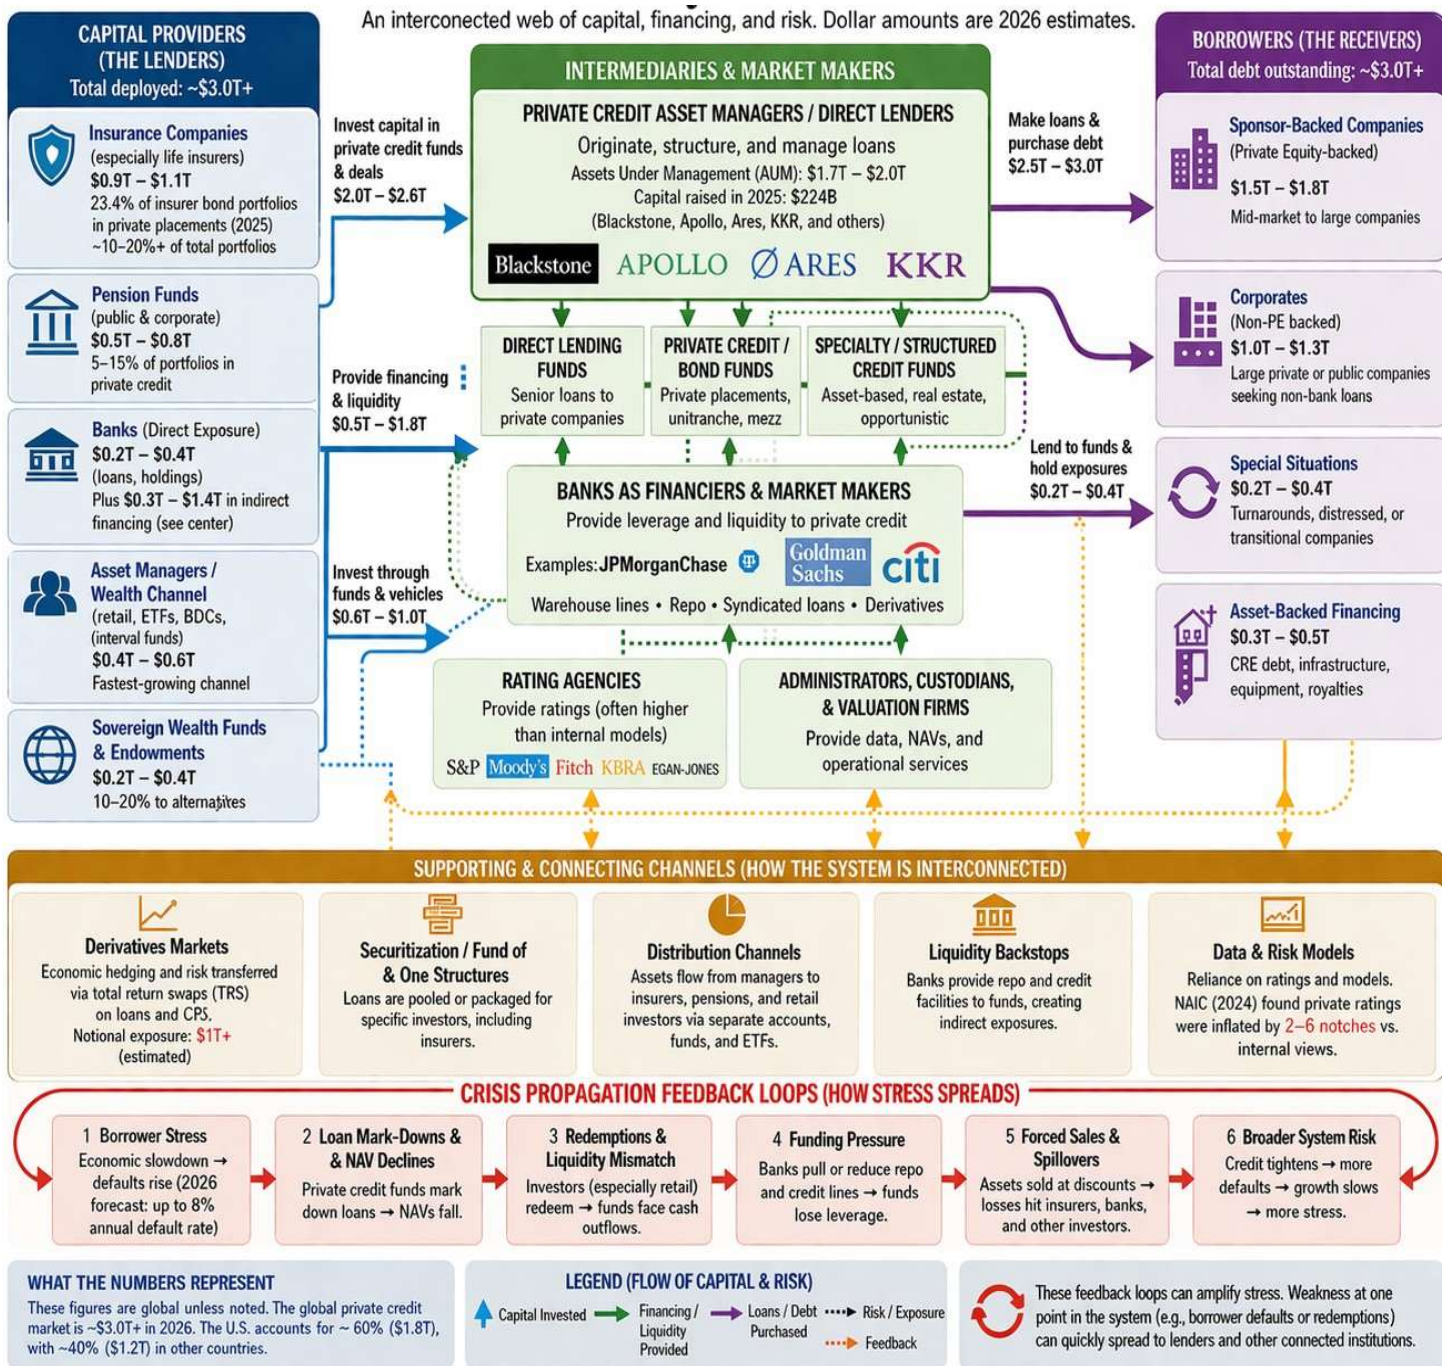 An interconected web of capital, financing, and risk. Dollar amounts are 2026 estimates.
CAPITAL PROVIDERS
(THE LENDERS)
Total deployed: ~$3.0T+
Insurance Companies
(especially life insurers)
$0.9T – $1.1T
23.4% of insurer bond portfolios
in private placements (2025)
~10–20%+ of total portfolios
Pension Funds
(public & corporate)
$0.5T – $0.8T
5–15% of portfolios in
private credit
Banks (Direct Exposure)
$0.2T – $0.4T
(loans, holdings)
Plus $0.3T – $1.4T in indirect
financing (see center)
Asset Managers /
Wealth Channel
(retail, ETFs, BDCs,
(interval funds)
$0.4T – $0.6T
Fastest-growing channel
Sovereign Wealth Funds
& Endowments
$0.2T – $0.4T
10–20% to alternatives
Invest capital in
private credit funds
& deals
$2.0T – $2.6T
Provide financing
& liquidity
$0.5T – $1.8T
Invest through
funds & vehicles
$0.6T – $1.0T
INTERMEDIARIES & MARKET MAKERS
PRIVATE CREDIT ASSET MANAGERS / DIRECT LENDERS
Originate, structure, and manage loans
Assets Under Management (AUM): $1.7T – $2.0T
Capital raised in 2025: $224B
(Blackstone, Apollo, Ares, KKR, and others)
Blackstone APOLLO ARES KKR
DIRECT LENDING
FUNDS
Senior loans to
private companies
PRIVATE CREDIT /
BOND FUNDS
Private placements,
unitranche, mezz
SPECIALTY / STRUCTURED
CREDIT FUNDS
Asset-based, real estate,
opportunistic
BANKS AS FINANCIERS & MARKET MAKERS
Provide leverage and liquidity to private credit
Examples: JPMorganChase Goldman
Sachs citi
Warehouse lines • Repo • Syndicated loans • Derivatives
RATING AGENCIES
Provide ratings (often higher
than internal models)
S&P Moody's Fitch KBRA EGAN-JONES
ADMINISTRATORS, CUSTODIANS,
& VALUATION FIRMS
Provide data, NAVs, and
operational services
Make loans &
purchase debt
$2.5T – $3.0T
Lend to funds &
hold exposures
$0.2T – $0.4T
BORROWERS (THE RECEIVERS)
Total debt outstanding: ~$3.0T+
Sponsor-Backed Companies
(Private Equity-backed)
$1.5T – $1.8T
Mid-market to large companies
Corporates
(Non-PE backed)
$1.0T – $1.3T
Large private or public companies
seeking non-bank loans
Special Situations
$0.2T – $0.4T
Turnarounds, distressed, or
transitional companies
Asset-Backed Financing
$0.3T – $0.5T
CRE debt, infrastructure,
equipment, royalties
SUPPORTING & CONNECTING CHANNELS (HOW THE SYSTEM IS INTERCONNECTED)
Derivatives Markets
Economic hedging and risk transferred
via total return swaps (TRS)
on loans and CPS.
Notional exposure: $1T+
(estimated)
Securitization / Fund of
& One Structures
Loans are pooled or packaged for
specific investors, including
insurers.
Distribution Channels
Assets flow from managers to
insurers, pensions, and retail
investors via separate accounts,
funds, and ETFs.
Liquidity Backstops
Banks provide repo and credit
facilities to funds, creating
indirect exposures.
Data & Risk Models
Reliance on ratings and models.
NAIC (2024) found private ratings
were inflated by 2–6 notches vs.
internal views.
CRISIS PROPAGATION FEEDBACK LOOPS (HOW STRESS SPREADS)
1 Borrower Stress
Economic slowdown →
defaults rise (2026
forecast: up to 8%
annual default rate)
2 Loan Mark-Downs &
& NAV Declines
Private credit funds mark
down loans → NAVs fall.
3 Redemptions &
Liquidity Mismatch
Investors (especially retail)
redeem → funds face cash
outflows.
4 Funding Pressure
Banks pull or reduce repo
and credit lines → funds
lose leverage.
5 Forced Sales &
Spillovers
Assets sold at discounts →
losses hit insurers, banks,
and other investors.
6 Broader System Risk
Credit tightens → more
defaults → growth slows
→ more stress.
WHAT THE NUMBERS REPRESENT
These figures are global unless noted. The global private credit
market is ~$3.0T+ in 2026. The U.S. accounts for ~ 60% ($1.8T),
with ~40% ($1.2T) in other countries.
LEGEND (FLOW OF CAPITAL & RISK)
Capital Invested
Financing /
Liquidity
Provided
Loans / Debt
Purchased
Risk / Exposure
Feedback
These feedback loops can amplify stress. Weakness at one
point in the system (e.g., borrower defaults or redemptions)
can quickly spread to lenders and other connected institutions.